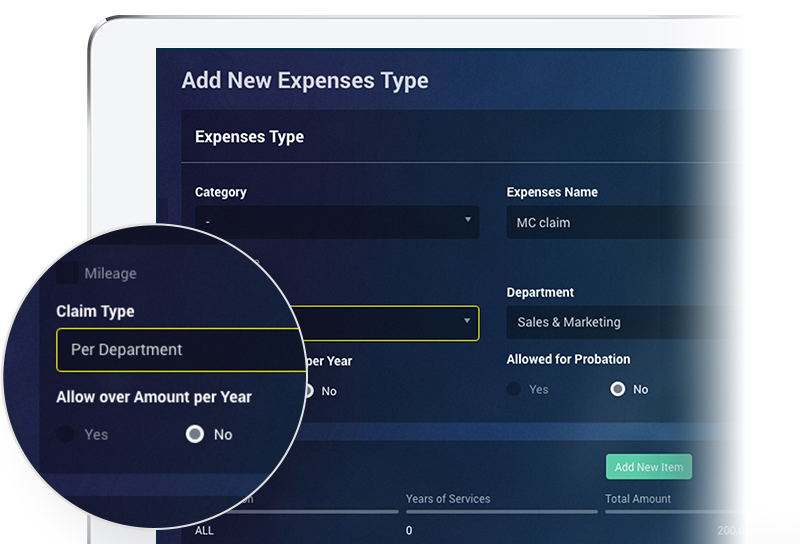 Add New Expenses Type
Expenses Type
Category
Expenses Name
-
MC claim
Mileage
Claim Type
Department
Per Department
Sales & Marketing
Allow over Amount per Year
per Year
Allowed for Probation
Yes
No
No
Yes
No
Add New Item
Years of Services
Total Amount
ALL
0